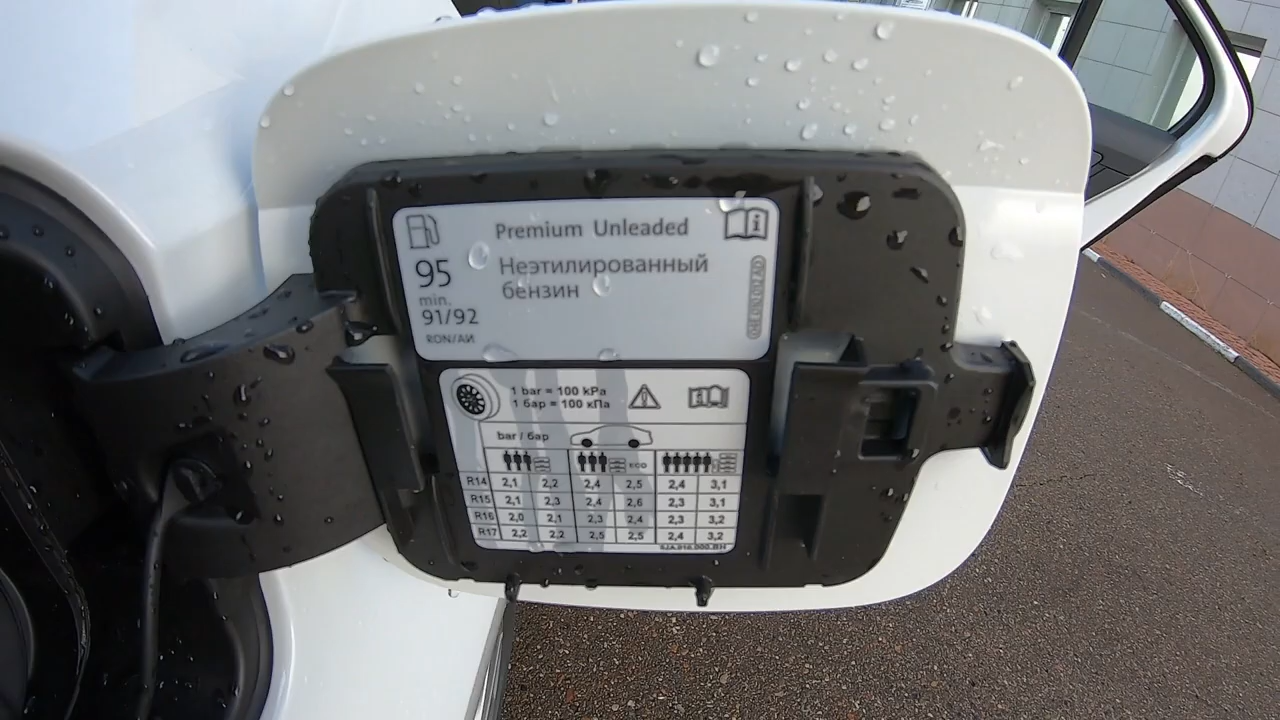 Premium Unleaded
95
Неэтилированный
бензин
min.
91/92
RON/АИ
1 bar = 100 kPa
1 бар = 100 кПа
bar / бар
ECO
R14 2,1 2,2 2,4 2,5 2,4 3,1
R15 2,1 2,3 2,4 2,6 2,3 3,1
R16 2,0 2,1 2,3 2,4 2,3 3,2
R17 2,2 2,2 2,5 2,5 2,4 3,2